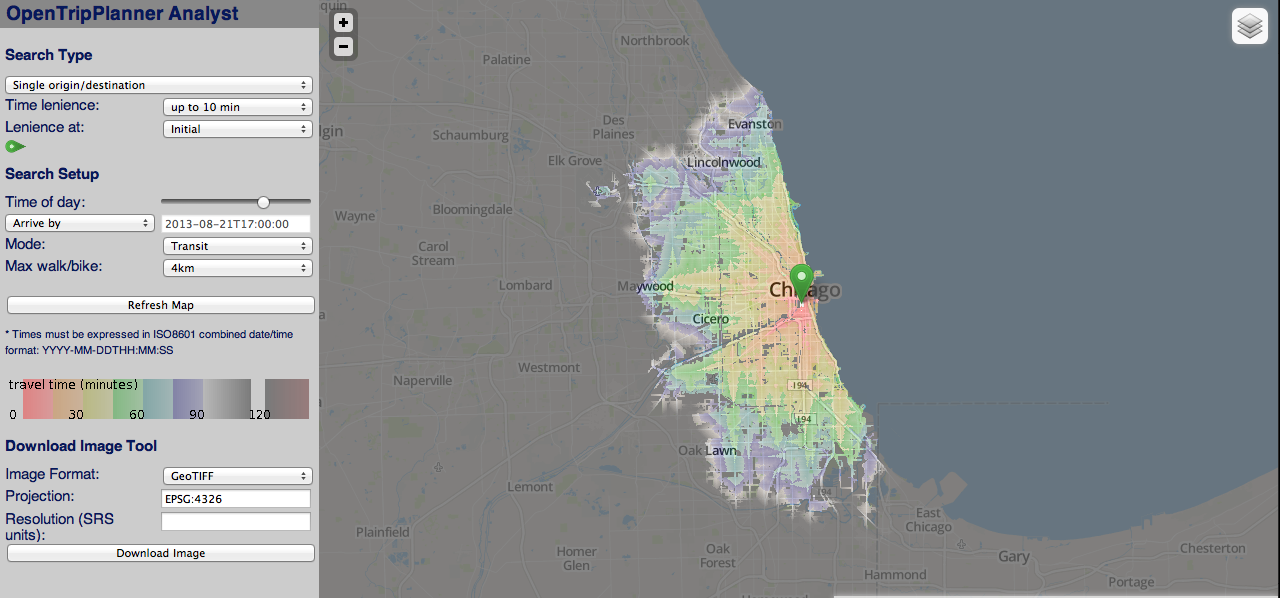 OpenTripPlanner Analyst
Search Type
Single origin/destination
Time lenience:
up to 10 min
Lenience at:
Initial
Search Setup
Time of day:
Arrive by
2013-08-21T17:00:00
Mode:
Transit
Max walk/bike:
4km
Refresh Map
* Times must be expressed in ISO8601 combined date/time
format: YYYY-MM-DDTHH:MM:SS
travel time (minutes)
0 30 60 90 120
Download Image Tool
Image Format:
GeoTIFF
Projection:
EPSG:4326
Resolution (SRS
units):
Download Image
+
−
quin
Northbrook
Palatine
Des
Plaines
Evanston
lgin
Schaumburg
Elk Grove
Lincolnwood
Wayne
Bloomingdale
Carol
Stream
Lombard
Maywood
Chicago
Cicero
Westmont
Naperville
I 94
I 94
Oak Lawn
Lemont
I 94
East
Chicago
Plainfield
Homer
Glen
Oak
Forest
Gary
Chesterton
Hammond
Portage